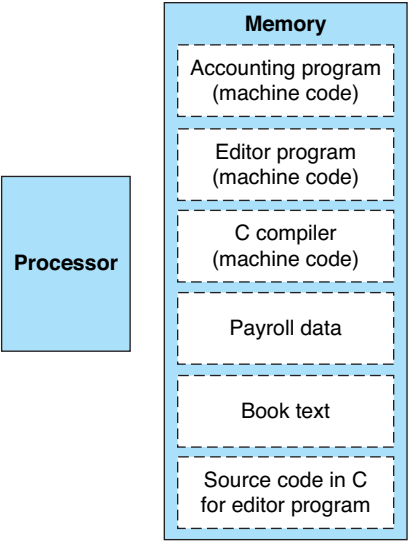 Memory
Accounting program
(machine code)
Editor program
(machine code)
C compiler
(machine code)
Processor
Payroll data
Book text
Source code in C
for editor program